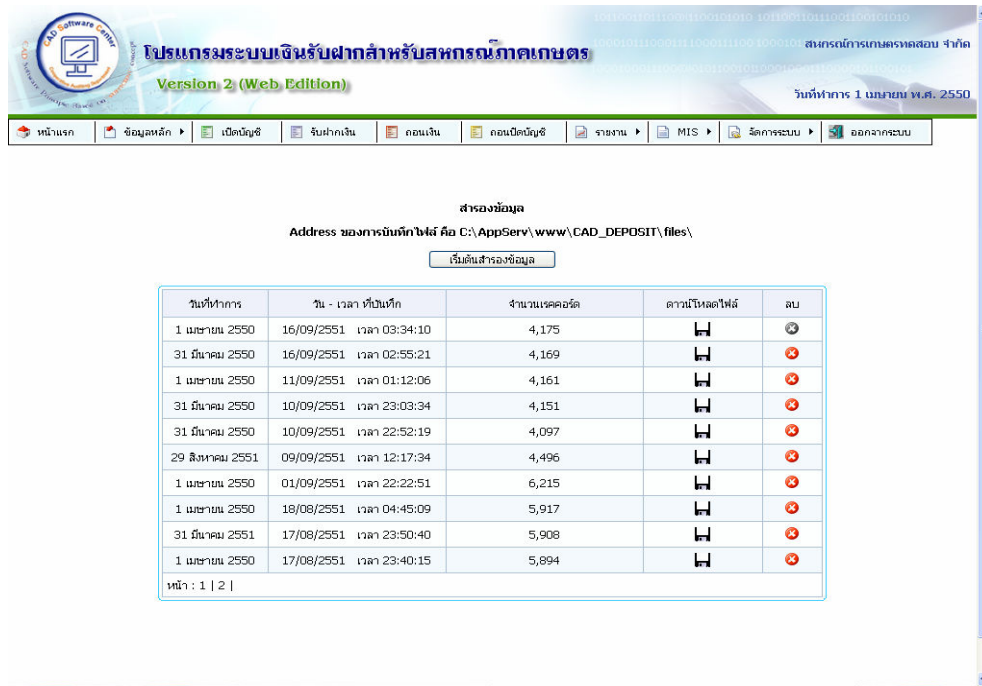 CAD Software Center
โปรแกรมระบบเงินรับฝากสำหรับสหกรณ์ภาคเกษตร
Version 2 (Web Edition)
สหกรณ์การเกษตรทดสอบ จำกัด
วันที่ทำการ 1 เมษายน พ.ศ. 2550
หน้าแรก ข้อมูลหลัก เปิดบัญชี รับฝากเงิน ถอนเงิน ถอนปิดบัญชี รายงาน MIS จัดการระบบ ออกจากระบบ
สำรองข้อมูล
Address ของการบันทึกไฟล์ คือ C:\AppServ\www\CAD_DEPOSIT\files\
เริ่มต้นสำรองข้อมูล
วันที่ทำการ วัน - เวลา ที่บันทึก จำนวนเรคคอร์ด ดาวน์โหลดไฟล์ ลบ
1 เมษายน 2550 16/09/2551 เวลา 03:34:10 4,175
31 มีนาคม 2550 16/09/2551 เวลา 02:55:21 4,169
1 เมษายน 2550 11/09/2551 เวลา 01:12:06 4,161
31 มีนาคม 2550 10/09/2551 เวลา 23:03:34 4,151
31 มีนาคม 2550 10/09/2551 เวลา 22:52:19 4,097
29 สิงหาคม 2551 09/09/2551 เวลา 12:17:34 4,496
1 เมษายน 2550 01/09/2551 เวลา 22:22:51 6,215
1 เมษายน 2550 18/08/2551 เวลา 04:45:09 5,917
31 มีนาคม 2551 17/08/2551 เวลา 23:50:40 5,908
1 เมษายน 2550 17/08/2551 เวลา 23:40:15 5,894
หน้า : 1 | 2 |